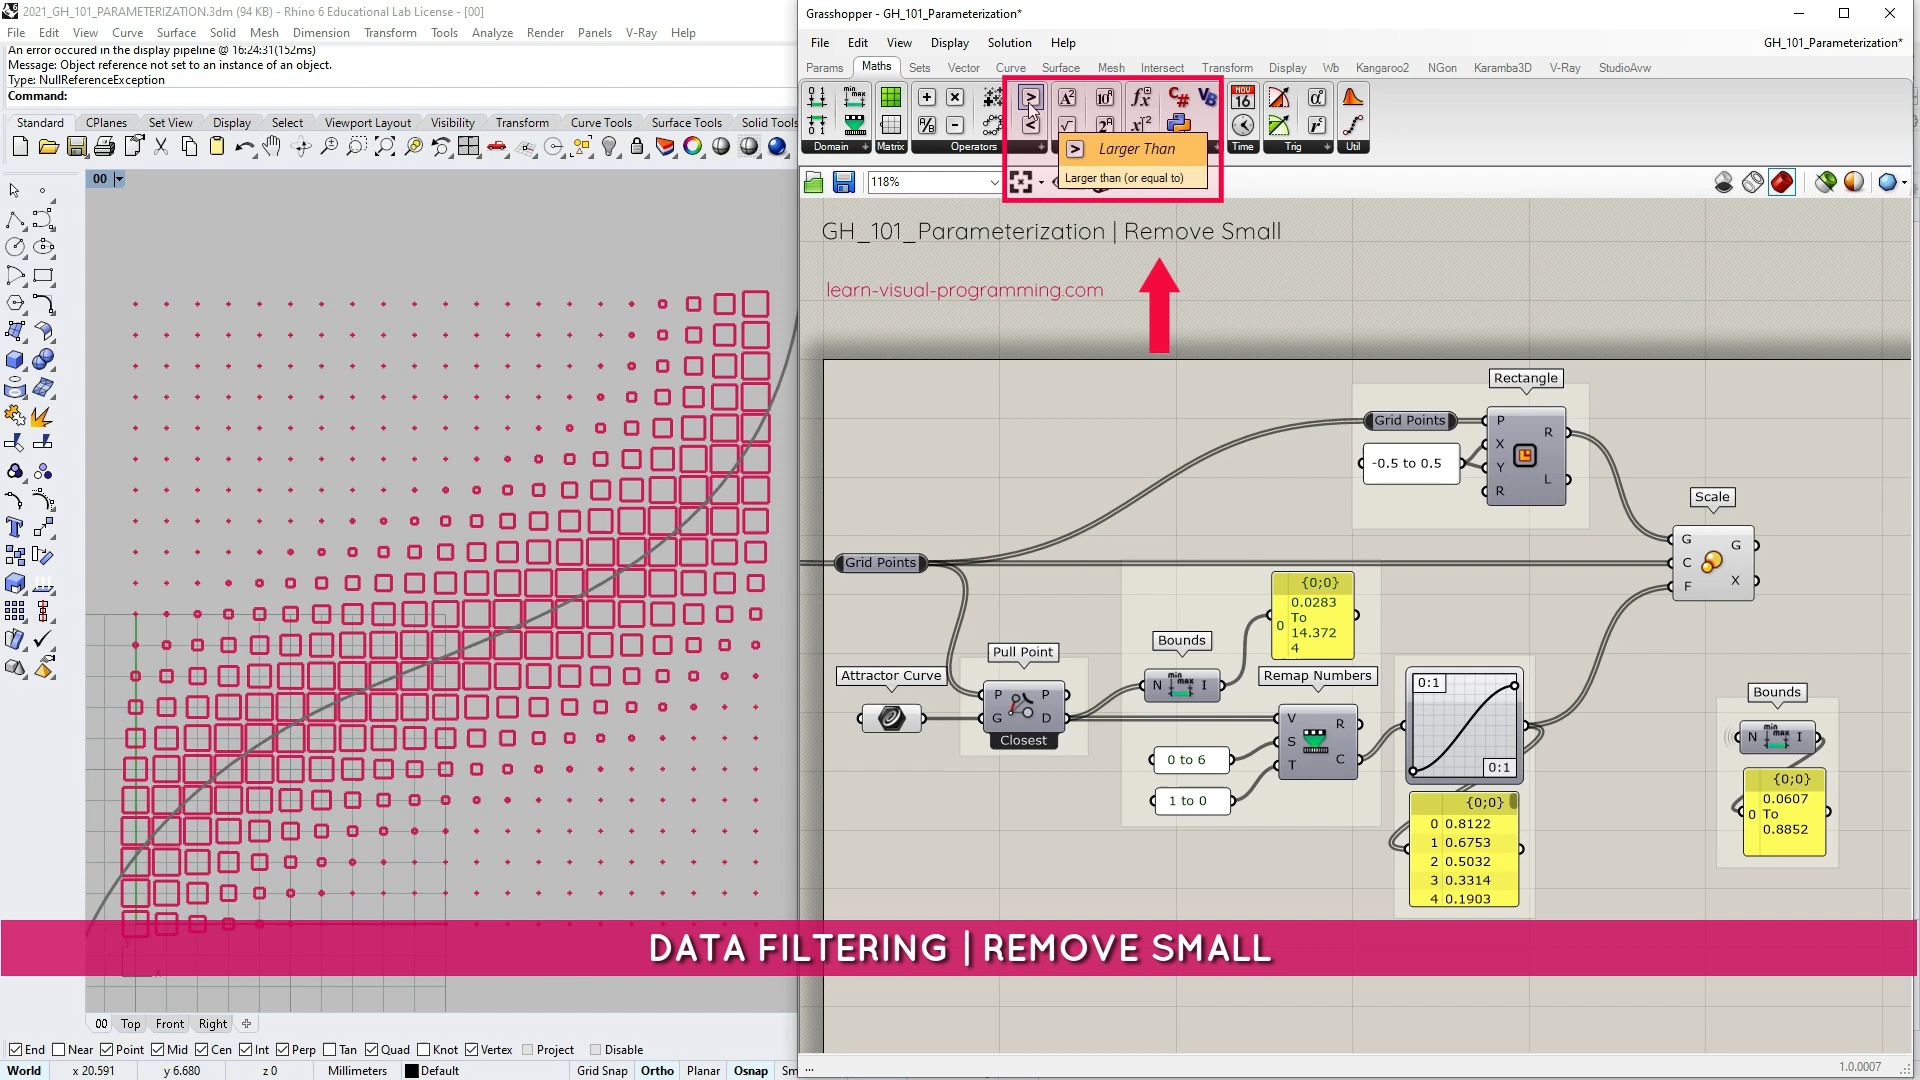 2021_GH_101_PARAMETERIZATION.3dm (94 KB) - Rhino 6 Educational Lab License - [00]
File Edit View Curve Surface Solid Mesh Dimension Transform Tools Analyze Render Panels V-Ray Help
An error occured in the display pipeline @ 16:24:31(152ms)
Message: Object reference not set to an instance of an object.
Type: NullReferenceException
Command:
Standard CPlanes Set View Display Select Viewport Layout Visibility Transform Curve Tools Surface Tools Solid Tools
00
Grasshopper - GH_101_Parameterization*
File Edit View Display Solution Help
GH_101_Parameterization*
Params Maths Sets Vector Curve Surface Mesh Intersect Transform Display Wb Kangaroo2 NGon Karamba3D V-Ray StudioAvw
Domain Matrix Operators Time Trig Util
Larger Than
Larger than (or equal to)
118%
GH_101_Parameterization | Remove Small
learn-visual-programming.com
Rectangle
Grid Points
-0.5 to 0.5
P X Y R
R L
Scale
G C F
G X
Grid Points
{0;0}
0 0.0283 To 14.3724
Bounds
N I
Pull Point
P G
P D
Closest
Attractor Curve
Remap Numbers
V S T
R C
0 to 6
1 to 0
0:1
0:1
{0;0}
0 0.8122
1 0.6753
2 0.5032
3 0.3314
4 0.1903
Bounds
N I
{0;0}
0 0.0607 To 0.8852
DATA FILTERING | REMOVE SMALL
00 Top Front Right
End Near Point Mid Cen Int Perp Tan Quad Knot Vertex Project Disable
World x 20.591 y 6.680 z 0 Millimeters Default Grid Snap Ortho Planar Osnap Sm
...
1.0.0007